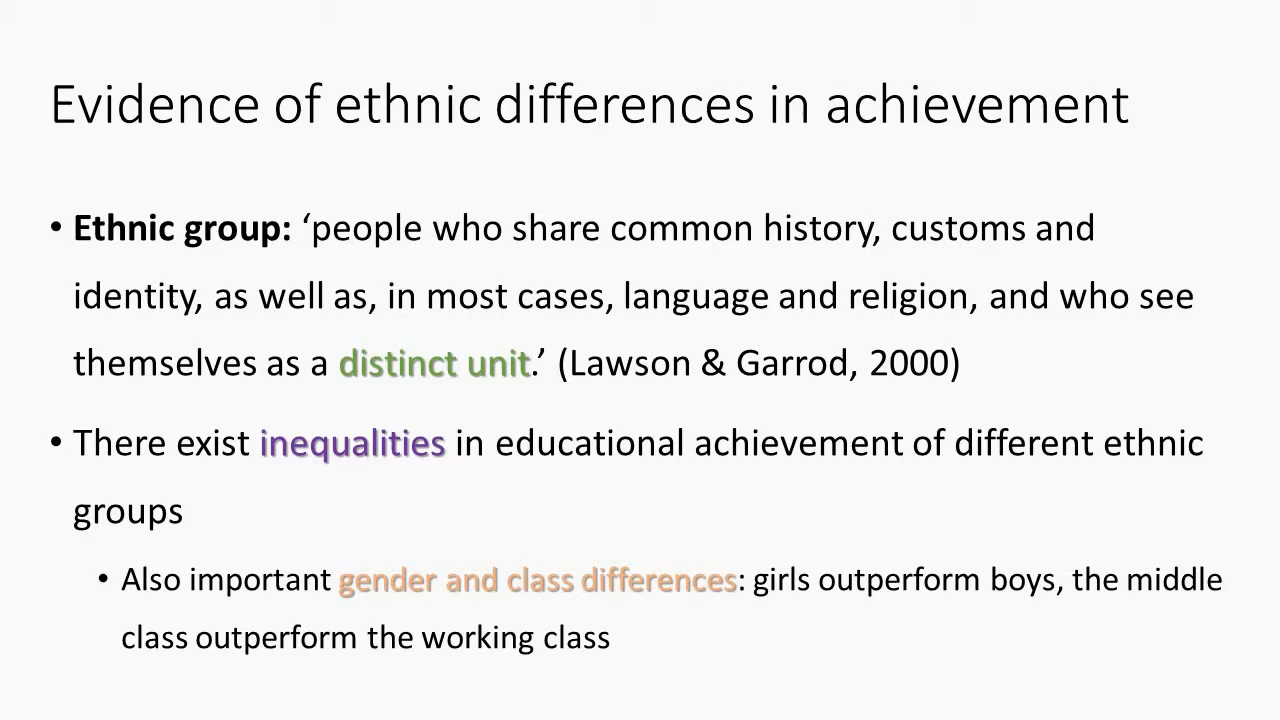 Evidence of ethnic differences in achievement
• Ethnic group: ‘people who share common history, customs and
identity, as well as, in most cases, language and religion, and who see
themselves as a distinct unit.’ (Lawson & Garrod, 2000)
• There exist inequalities in educational achievement of different ethnic
groups
• Also important gender and class differences: girls outperform boys, the middle
class outperform the working class